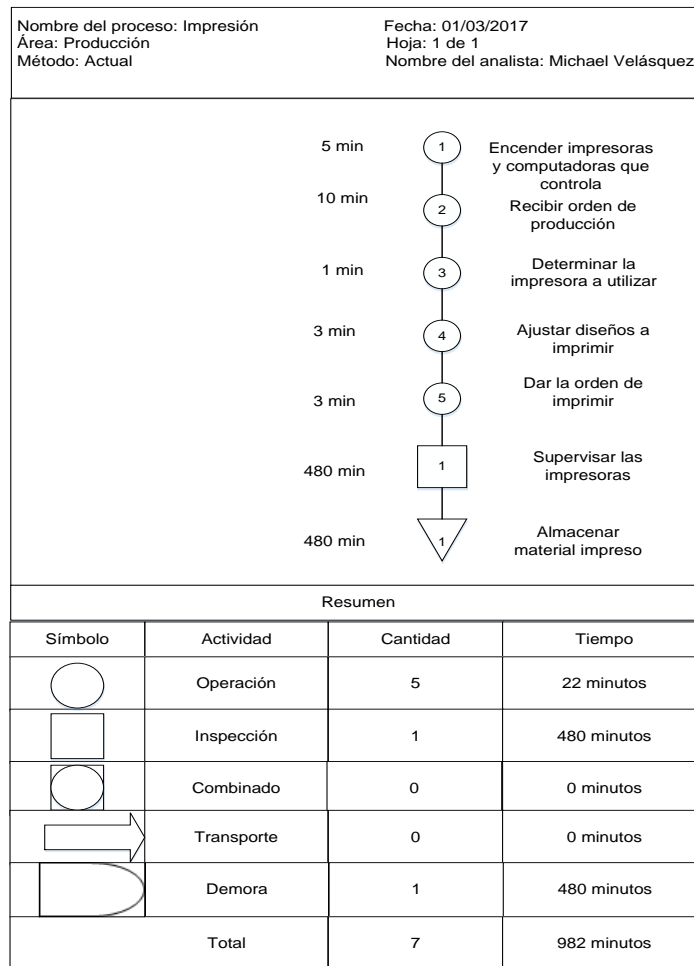 Nombre del proceso: Impresión
Fecha: 01/03/2017
Área: Producción
Hoja: 1 de 1
Método: Actual
Nombre del analista: Michael Velásquez
5 min
1
Encender impresoras
y computadoras que
controla
10 min
2
Recibir orden de
producción
1 min
3
Determinar la
impresora a utilizar
3 min
4
Ajustar diseños a
imprimir
3 min
5
Dar la orden de
imprimir
480 min
1
Supervisar las
impresoras
480 min
1
Almacenar
material impreso
Resumen
Símbolo Actividad Cantidad Tiempo
Operación 5 22 minutos
Inspección 1 480 minutos
Combinado 0 0 minutos
Transporte 0 0 minutos
Demora 1 480 minutos
Total 7 982 minutos